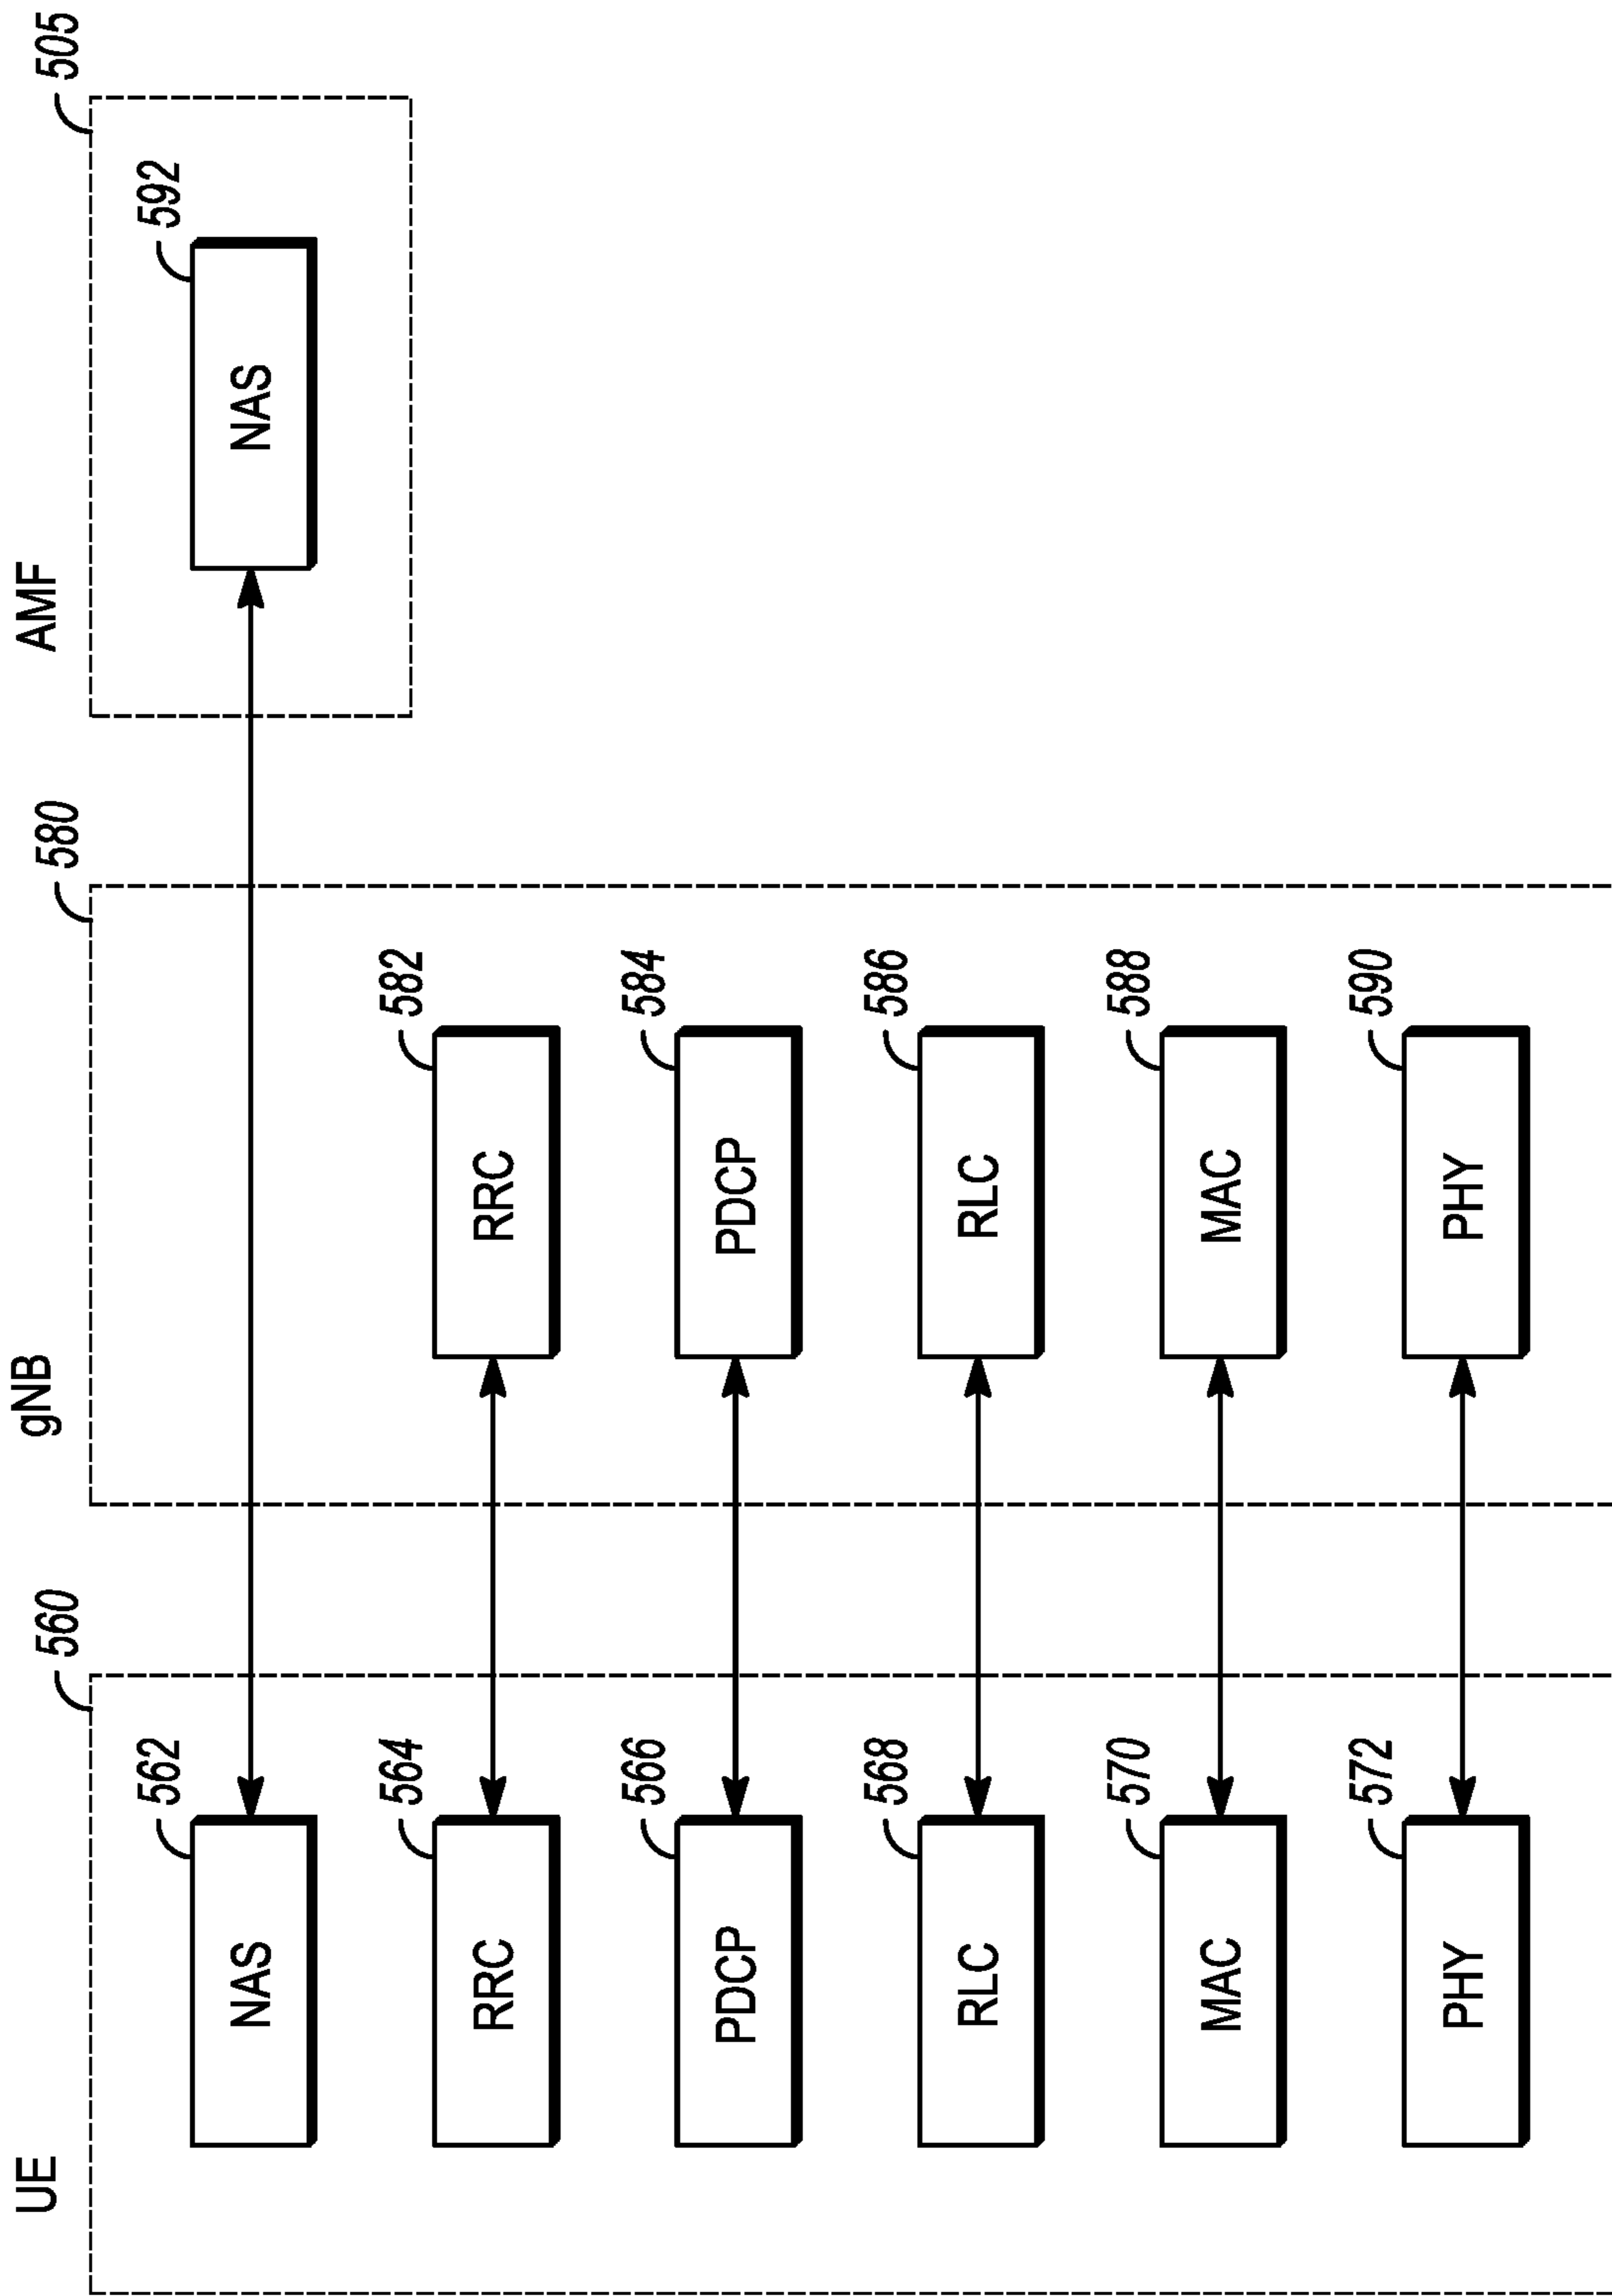 UE
560
gNB
580
AMF
505
562
592
NAS
NAS
564
582
RRC
RRC
566
584
PDCP
PDCP
568
586
RLC
RLC
570
588
MAC
MAC
572
590
PHY
PHY